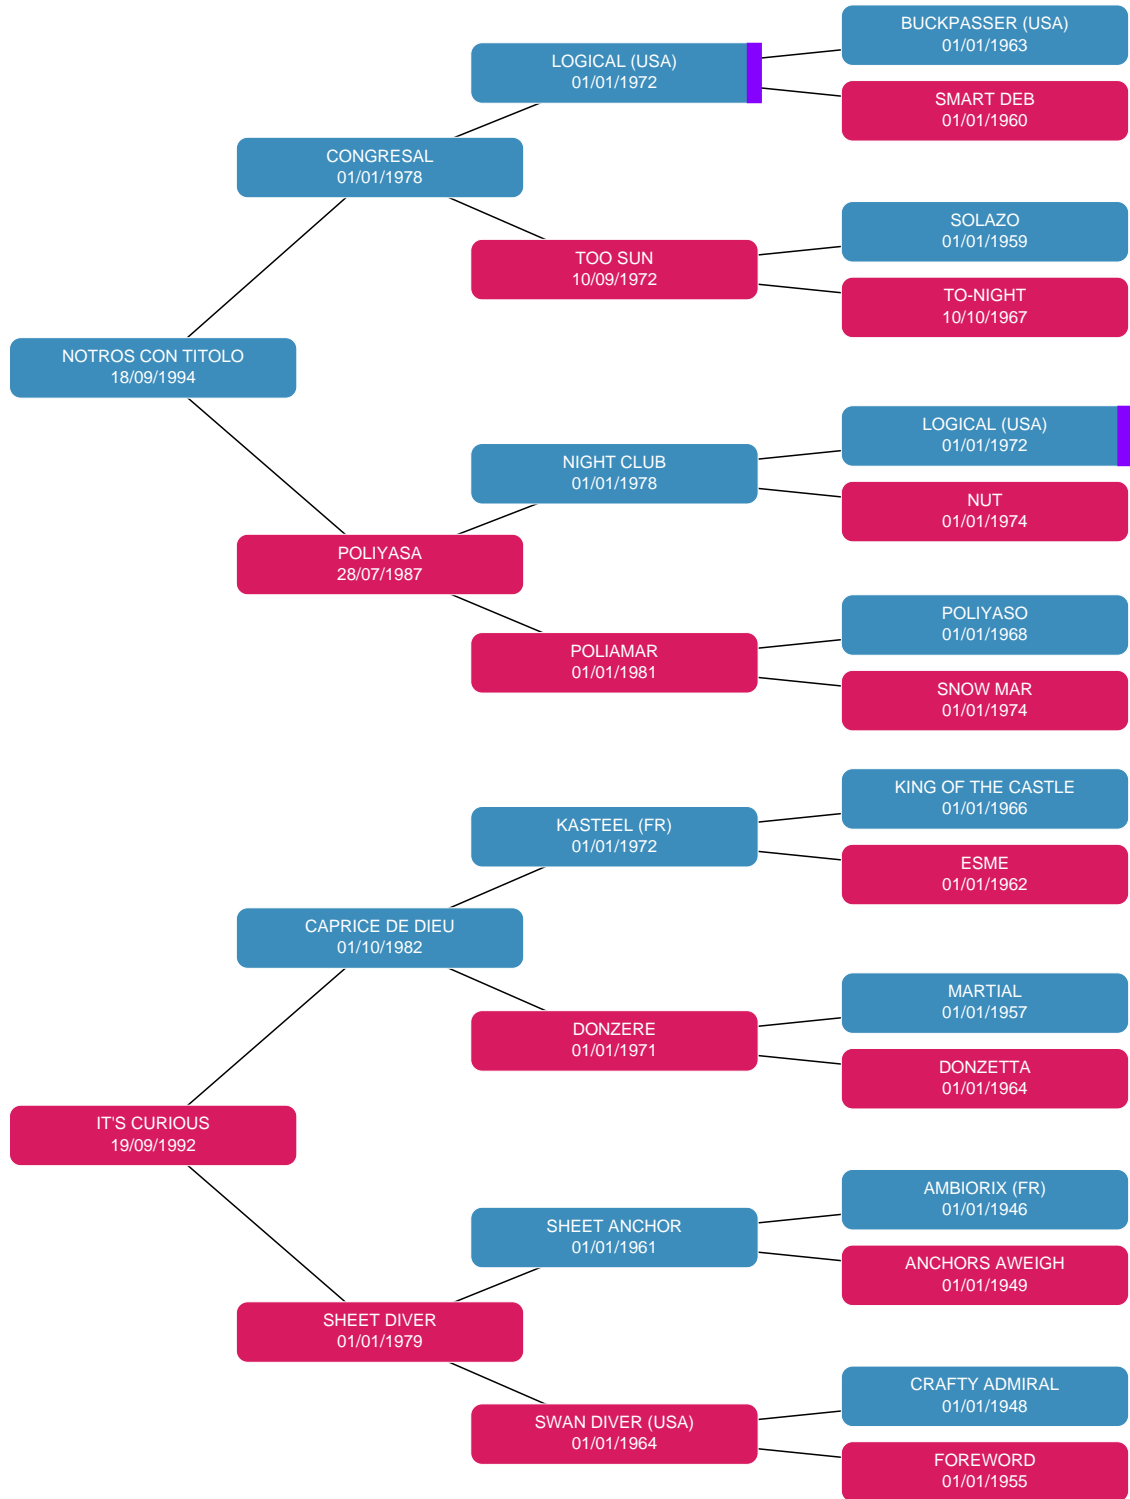 BUCKPASSER (USA)
01/01/1963
LOGICAL (USA)
01/01/1972
SMART DEB
01/01/1960
CONGRESAL
01/01/1978
SOLAZO
01/01/1959
TOO SUN
10/09/1972
TO-NIGHT
10/10/1967
NOTROS CON TITOLO
18/09/1994
LOGICAL (USA)
01/01/1972
NIGHT CLUB
01/01/1978
NUT
01/01/1974
POLIYASA
28/07/1987
POLIYASO
01/01/1968
POLIAMAR
01/01/1981
SNOW MAR
01/01/1974
KING OF THE CASTLE
01/01/1966
KASTEEL (FR)
01/01/1972
ESME
01/01/1962
CAPRICE DE DIEU
01/10/1982
MARTIAL
01/01/1957
DONZERE
01/01/1971
DONZETTA
01/01/1964
IT'S CURIOUS
19/09/1992
AMBIORIX (FR)
01/01/1946
SHEET ANCHOR
01/01/1961
ANCHORS AWEIGH
01/01/1949
SHEET DIVER
01/01/1979
CRAFTY ADMIRAL
01/01/1948
SWAN DIVER (USA)
01/01/1964
FOREWORD
01/01/1955